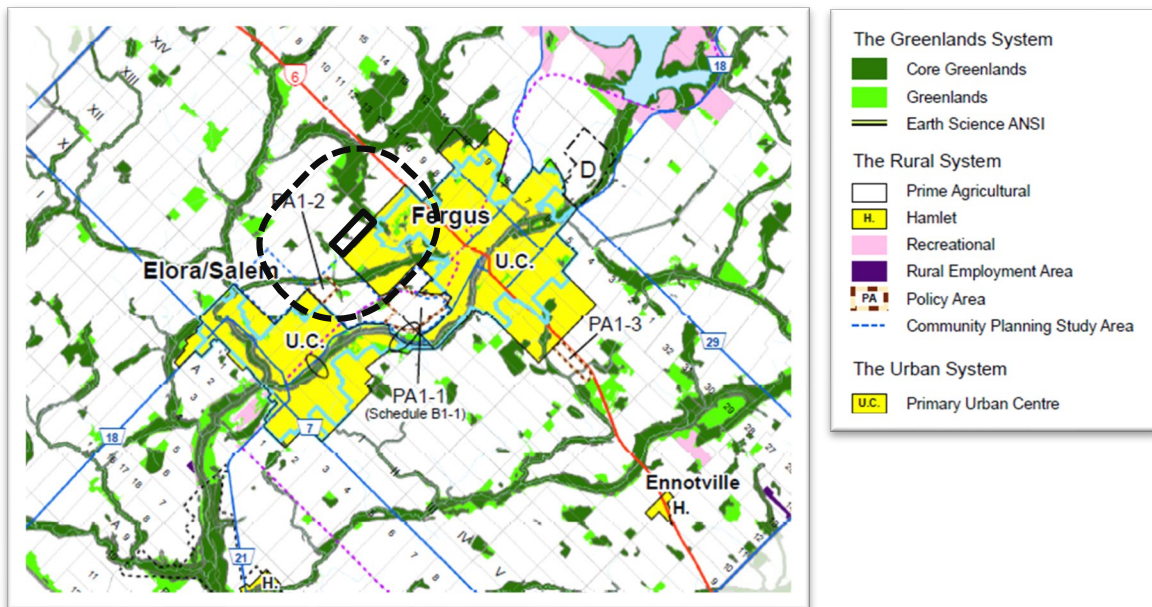 XIV
XIII
XII
X
I
6
18
D
PA1-2
Fergus
Elora/Salem
U.C.
U.C.
PA1-3
PA1-1
(Schedule B1-1)
29
18
7
Ennotville
H.
21
H.
III
IV
V
The Greenlands System
Core Greenlands
Greenlands
Earth Science ANSI
The Rural System
Prime Agricultural
H.
Hamlet
Recreational
Rural Employment Area
PA
Policy Area
Community Planning Study Area
The Urban System
U.C.
Primary Urban Centre